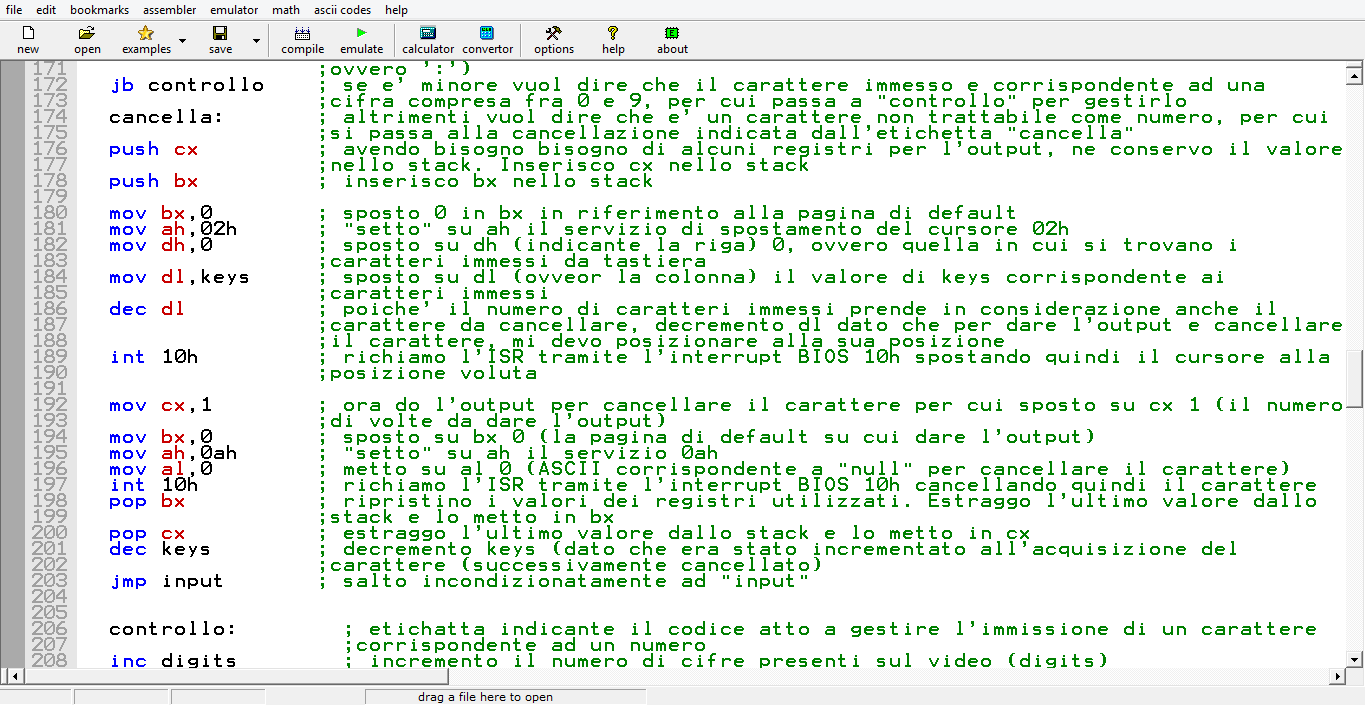 file edit bookmarks assembler emulator math ascii codes help
new open examples save compile emulate calculator convertor options help about
171 ;ovvero ':')
172 jb controllo ; se e' minore vuol dire che il carattere immesso e corrispondente ad una
173 ;cifra compresa fra 0 e 9, per cui passa a "controllo" per gestirlo
174 cancella: ; altrimenti vuol dire che e' un carattere non trattabile come numero, per cui
175 ;si passa alla cancellazione indicata dall'etichetta "cancella"
176 push cx ; avendo bisogno bisogno di alcuni registri per l'output, ne conservo il valore
177 ;nello stack. Inserisco cx nello stack
178 push bx ; inserisco bx nello stack
179
180 mov bx,0 ; sposto 0 in bx in riferimento alla pagina di default
181 mov ah,02h ; "setto" su ah il servizio di spostamento del cursore 02h
182 mov dh,0 ; sposto su dh (indicante la riga) 0, ovvero quella in cui si trovano i
183 ;caratteri immessi da tastiera
184 mov dl,keys ; sposto su dl (ovveor la colonna) il valore di keys corrispondente ai
185 ;caratteri immessi
186 dec dl ; poiche' il numero di caratteri immessi prende in considerazione anche il
187 ;carattere da cancellare, decremento dl dato che per dare l'output e cancellare
188 ;il carattere, mi devo posizionare alla sua posizione
189 int 10h ; richiamo l'ISR tramite l'interrupt BIOS 10h spostando quindi il cursore alla
190 ;posizione voluta
191
192 mov cx,1 ; ora do l'output per cancellare il carattere per cui sposto su cx 1 (il numero
193 ;di volte da dare l'output)
194 mov bx,0 ; sposto su bx 0 (la pagina di default su cui dare l'output)
195 mov ah,0ah ; "setto" su ah il servizio 0ah
196 mov al,0 ; metto su al 0 (ASCII corrispondente a "null" per cancellare il carattere)
197 int 10h ; richiamo l'ISR tramite l'interrupt BIOS 10h cancellando quindi il carattere
198 pop bx ; ripristino i valori dei registri utilizzati. Estraggo l'ultimo valore dallo
199 ;stack e lo metto in bx
200 pop cx ; estraggo l'ultimo valore dallo stack e lo metto in cx
201 dec keys ; decremento keys (dato che era stato incrementato all'acquisizione del
202 ;carattere (successivamente cancellato)
203 jmp input ; salto incondizionatamente ad "input"
204
205
206 controllo: ; etichatta indicante il codice atto a gestire l'immissione di un carattere
207 ;corrispondente ad un numero
208 inc digits ; incremento il numero di cifre presenti sul video (digits)
drag a file here to open